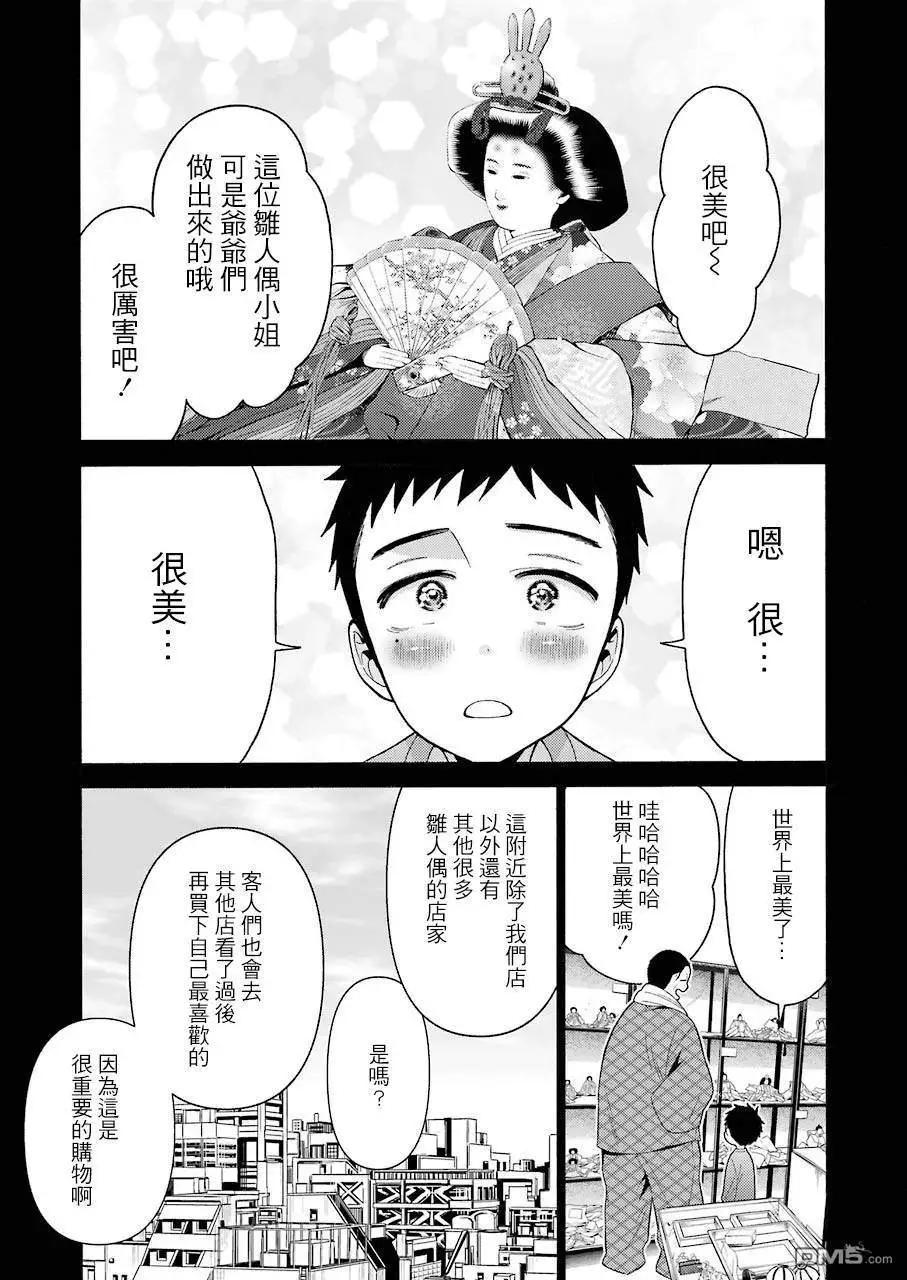 很美吧～
這位雛人偶小姐
可是爺爺們
做出來的哦
很厲害吧！
嗯 很…
很美…
世界上最美了…
哇哈哈哈哈
世界上最美嗎！
這附近除了我們店
以外還有
其他很多
雛人偶的店家
是嗎？
客人們也會去
其他店看了過後
再買下自己最喜歡的
因為這是
很重要的購物啊
DM5.com